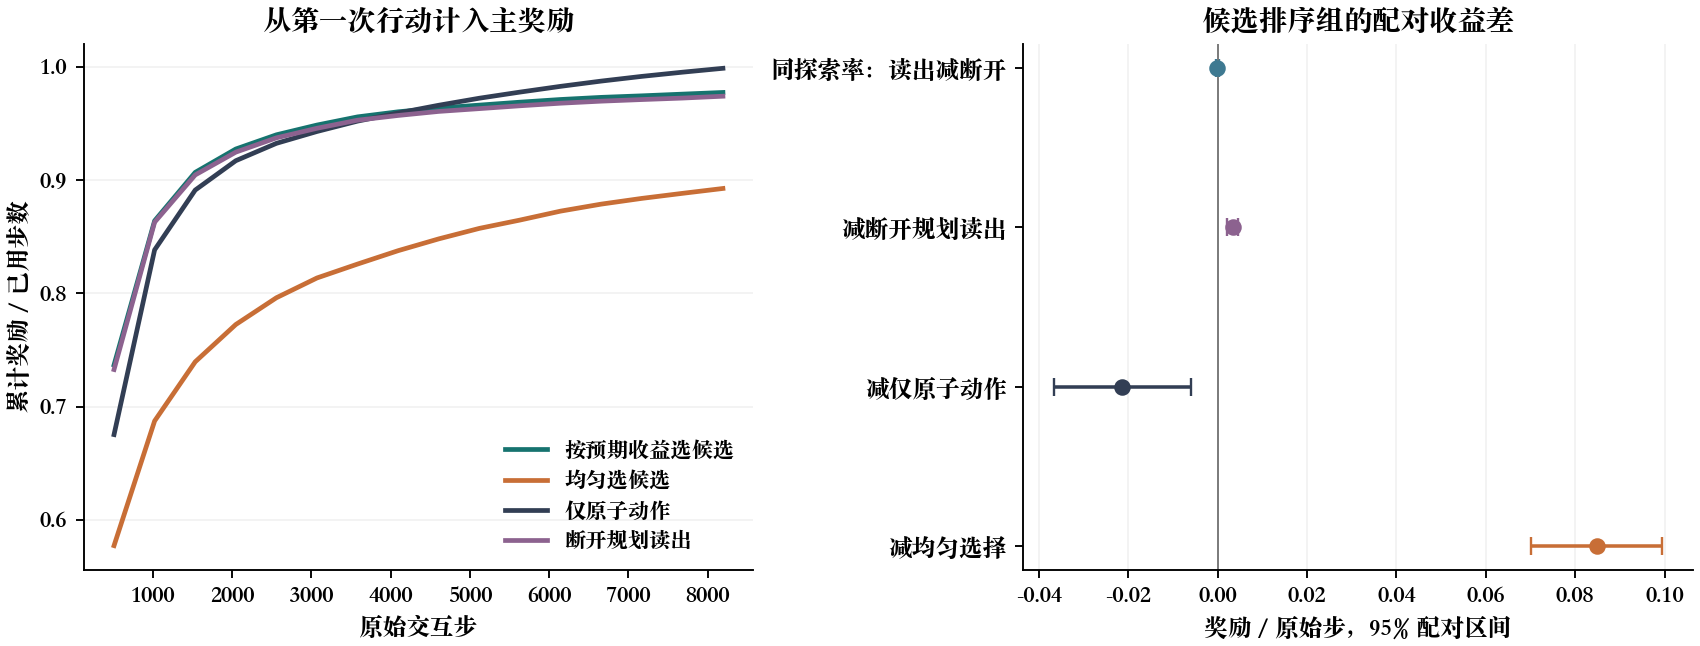 从第一次行动计入主奖励
累计奖励 / 已用步数
1.0
0.9
0.8
0.7
0.6
按预期收益选候选
均匀选候选
仅原子动作
断开规划读出
1000 2000 3000 4000 5000 6000 7000 8000
原始交互步
候选排序组的配对收益差
同探索率：读出减断开
减断开规划读出
减仅原子动作
减均匀选择
-0.04 -0.02 0.00 0.02 0.04 0.06 0.08 0.10
奖励 / 原始步，95% 配对区间